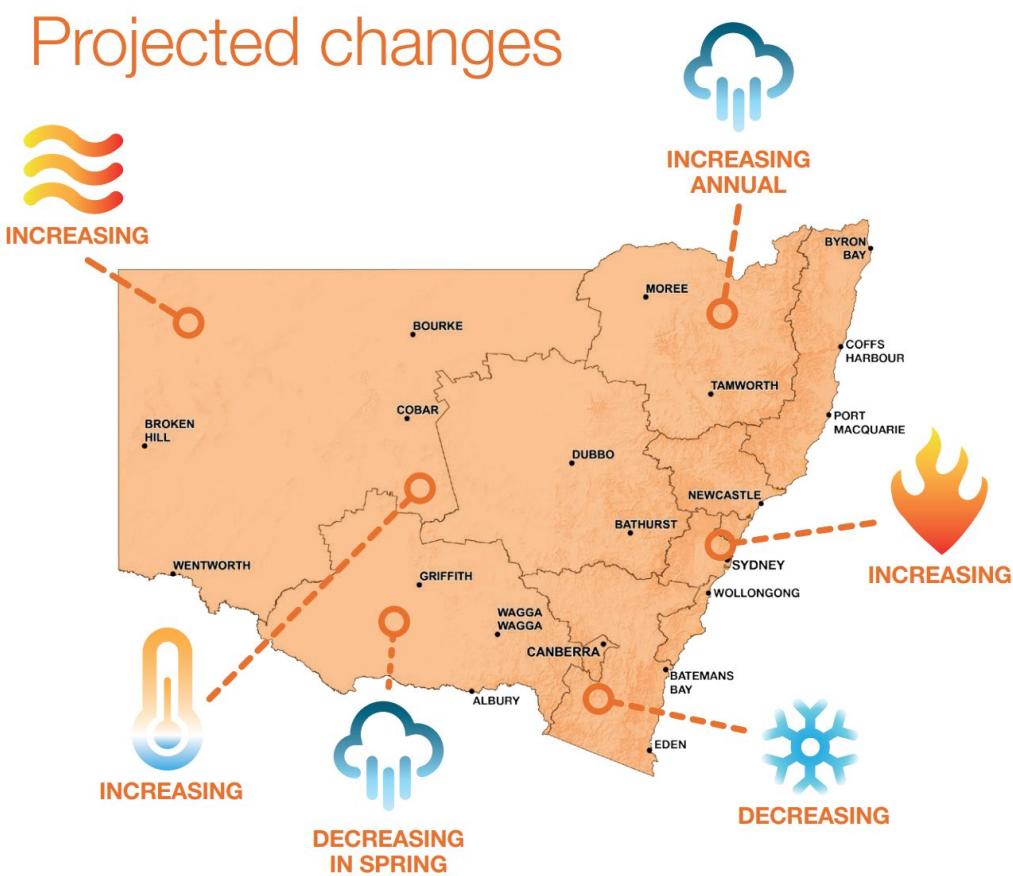 Projected changes
INCREASING
ANNUAL
INCREASING
BYRON
BAY
MOREE
BOURKE
COFFS
HARBOUR
TAMWORTH
COBAR
PORT
MACQUARIE
BROKEN
HILL
DUBBO
NEWCASTLE
BATHURST
SYDNEY
INCREASING
WENTWORTH
GRIFFITH
WOLLONGONG
WAGGA
WAGGA
CANBERRA
BATEMANS
BAY
ALBURY
EDEN
INCREASING
DECREASING
DECREASING
IN SPRING